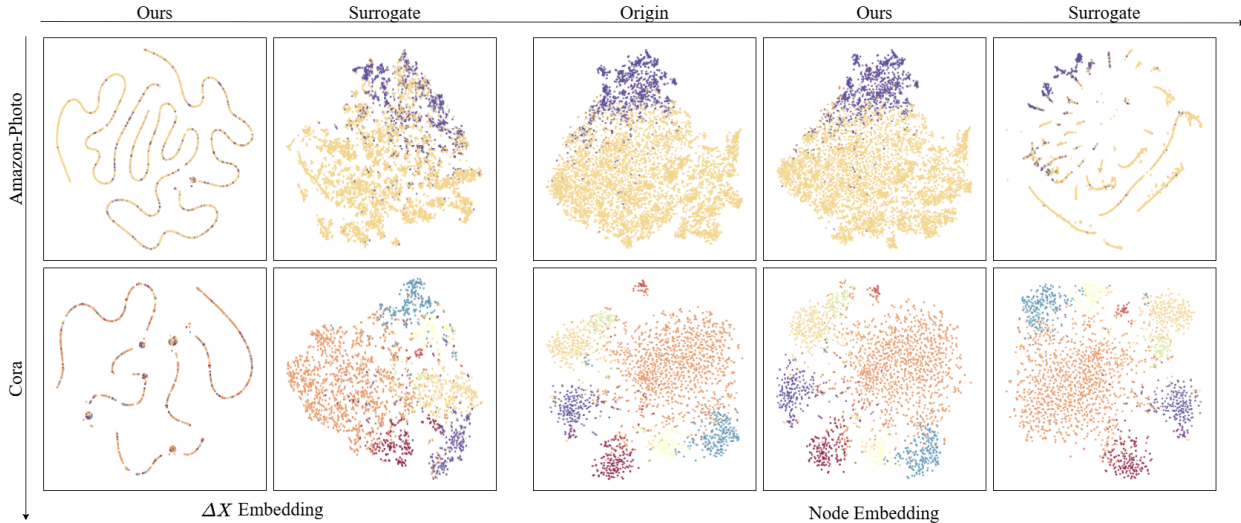 Ours
Surrogate
Origin
Ours
Surrogate
Amazon-Photo
Cora
ΔX Embedding
Node Embedding